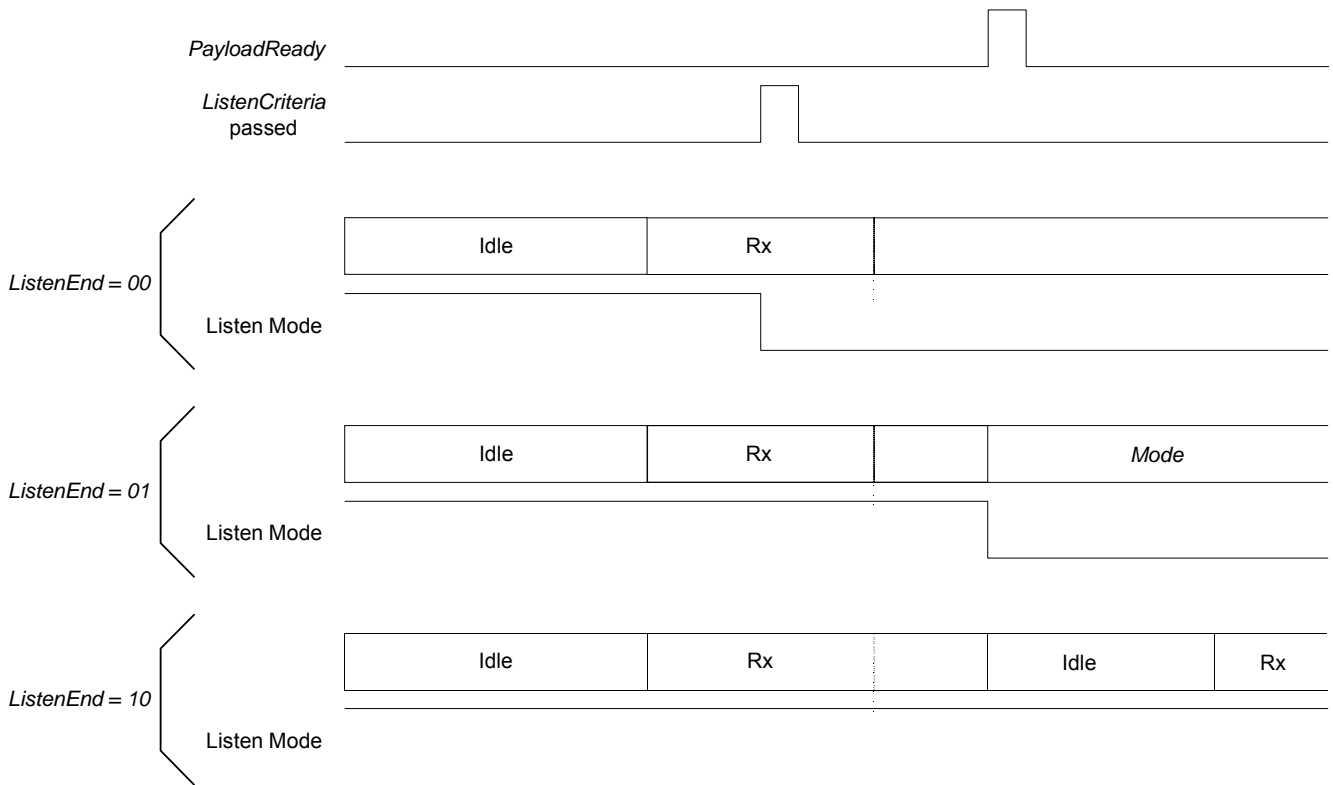 PayloadReady
ListenCriteria
passed
ListenEnd = 00
Idle
Rx
Listen Mode
ListenEnd = 01
Idle
Rx
Mode
Listen Mode
ListenEnd = 10
Idle
Rx
Idle
Rx
Listen Mode